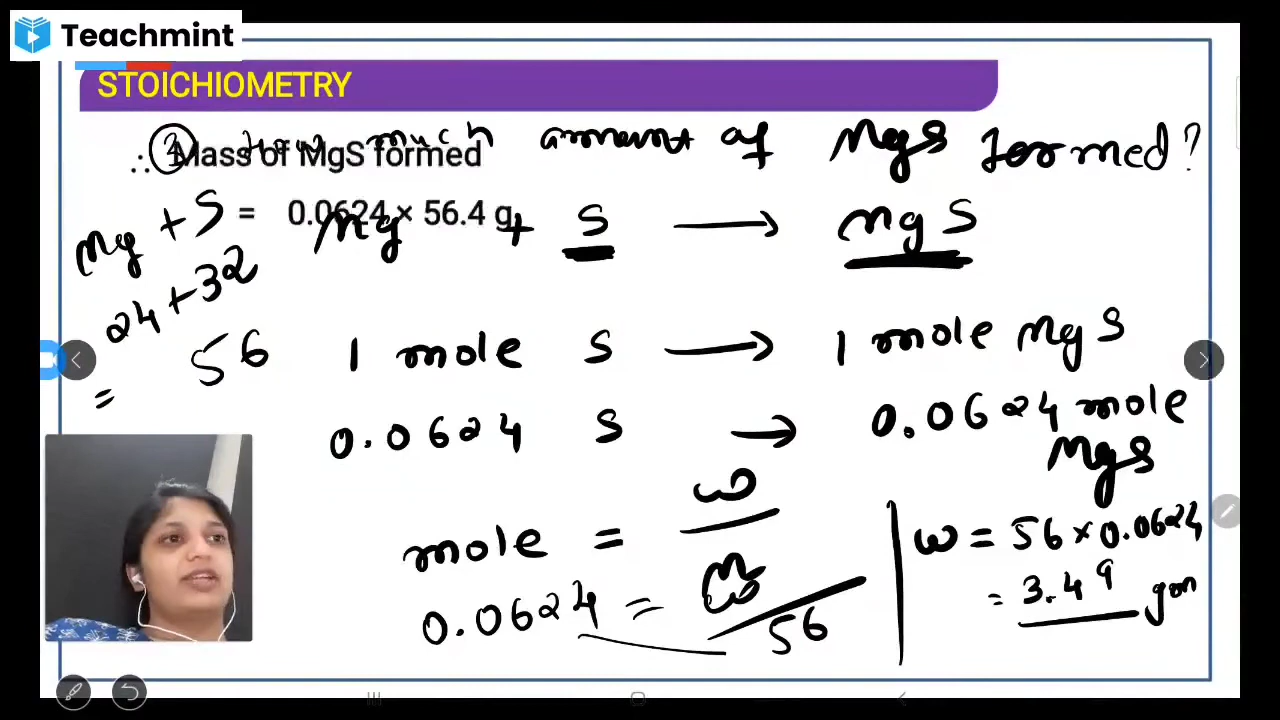 Teachmint
STOICHIOMETRY
② How much amount of MgS formed?
∴ Mass of MgS formed
= 0.0624 × 56.4 g
Mg + S
24 + 32
= 56
Mg + S → MgS
1 mole S → 1 mole MgS
0.0624 S → 0.0624 mole
MgS
mole = w
0.0624 = w/56
w = 56 × 0.0624
= 3.49 gm